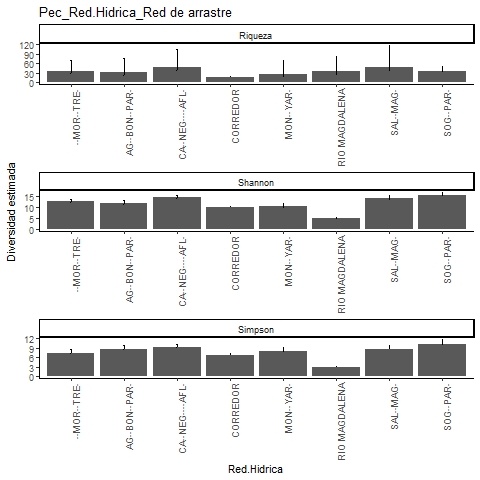 Pec_Red.Hidrica_Red de arrastre
Riqueza
120
90
60
30
0
--MOR--TRE-
AG--BON--PAR-
CA--NEG----AFL-
CORREDOR
MON--YAR-
RIO MAGDALENA
SAL--MAG-
SOG--PAR-
Diversidad estimada
Shannon
15
10
5
0
--MOR--TRE-
AG--BON--PAR-
CA--NEG----AFL-
CORREDOR
MON--YAR-
RIO MAGDALENA
SAL--MAG-
SOG--PAR-
Simpson
12
9
6
3
0
--MOR--TRE-
AG--BON--PAR-
CA--NEG----AFL-
CORREDOR
MON--YAR-
RIO MAGDALENA
SAL--MAG-
SOG--PAR-
Red.Hidrica